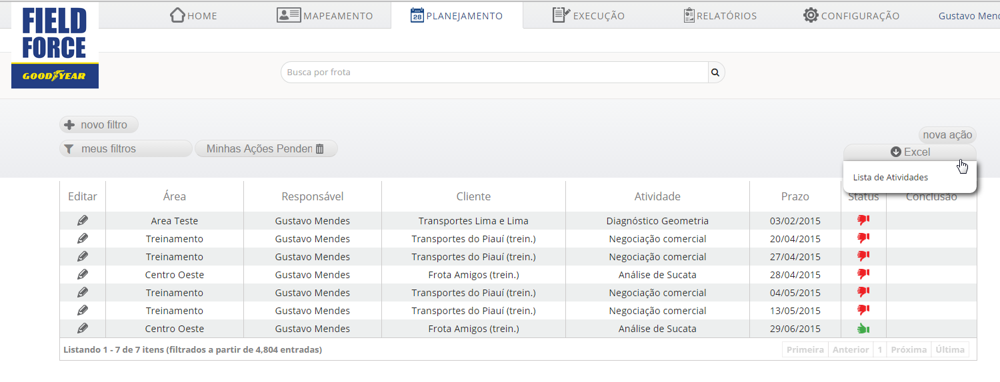 FIELD
FORCE
GOODYEAR
HOME
MAPEAMENTO
28
PLANEJAMENTO
EXECUÇÃO
RELATÓRIOS
CONFIGURAÇÃO
Gustavo Mend
Busca por frota
novo filtro
meus filtros
Minhas Ações Penden
nova ação
Excel
Lista de Atividades
Editar Área Responsável Cliente Atividade Prazo Status Conclusão
Area Teste Gustavo Mendes Transportes Lima e Lima Diagnóstico Geometria 03/02/2015
Treinamento Gustavo Mendes Transportes do Piauí (trein.) Negociação comercial 20/04/2015
Treinamento Gustavo Mendes Transportes do Piauí (trein.) Negociação comercial 27/04/2015
Centro Oeste Gustavo Mendes Frota Amigos (trein.) Análise de Sucata 28/04/2015
Treinamento Gustavo Mendes Transportes do Piauí (trein.) Negociação comercial 04/05/2015
Treinamento Gustavo Mendes Transportes do Piauí (trein.) Negociação comercial 13/05/2015
Centro Oeste Gustavo Mendes Frota Amigos (trein.) Análise de Sucata 29/06/2015
Listando 1 - 7 de 7 itens (filtrados a partir de 4,804 entradas)
Primeira Anterior 1 Próxima Última